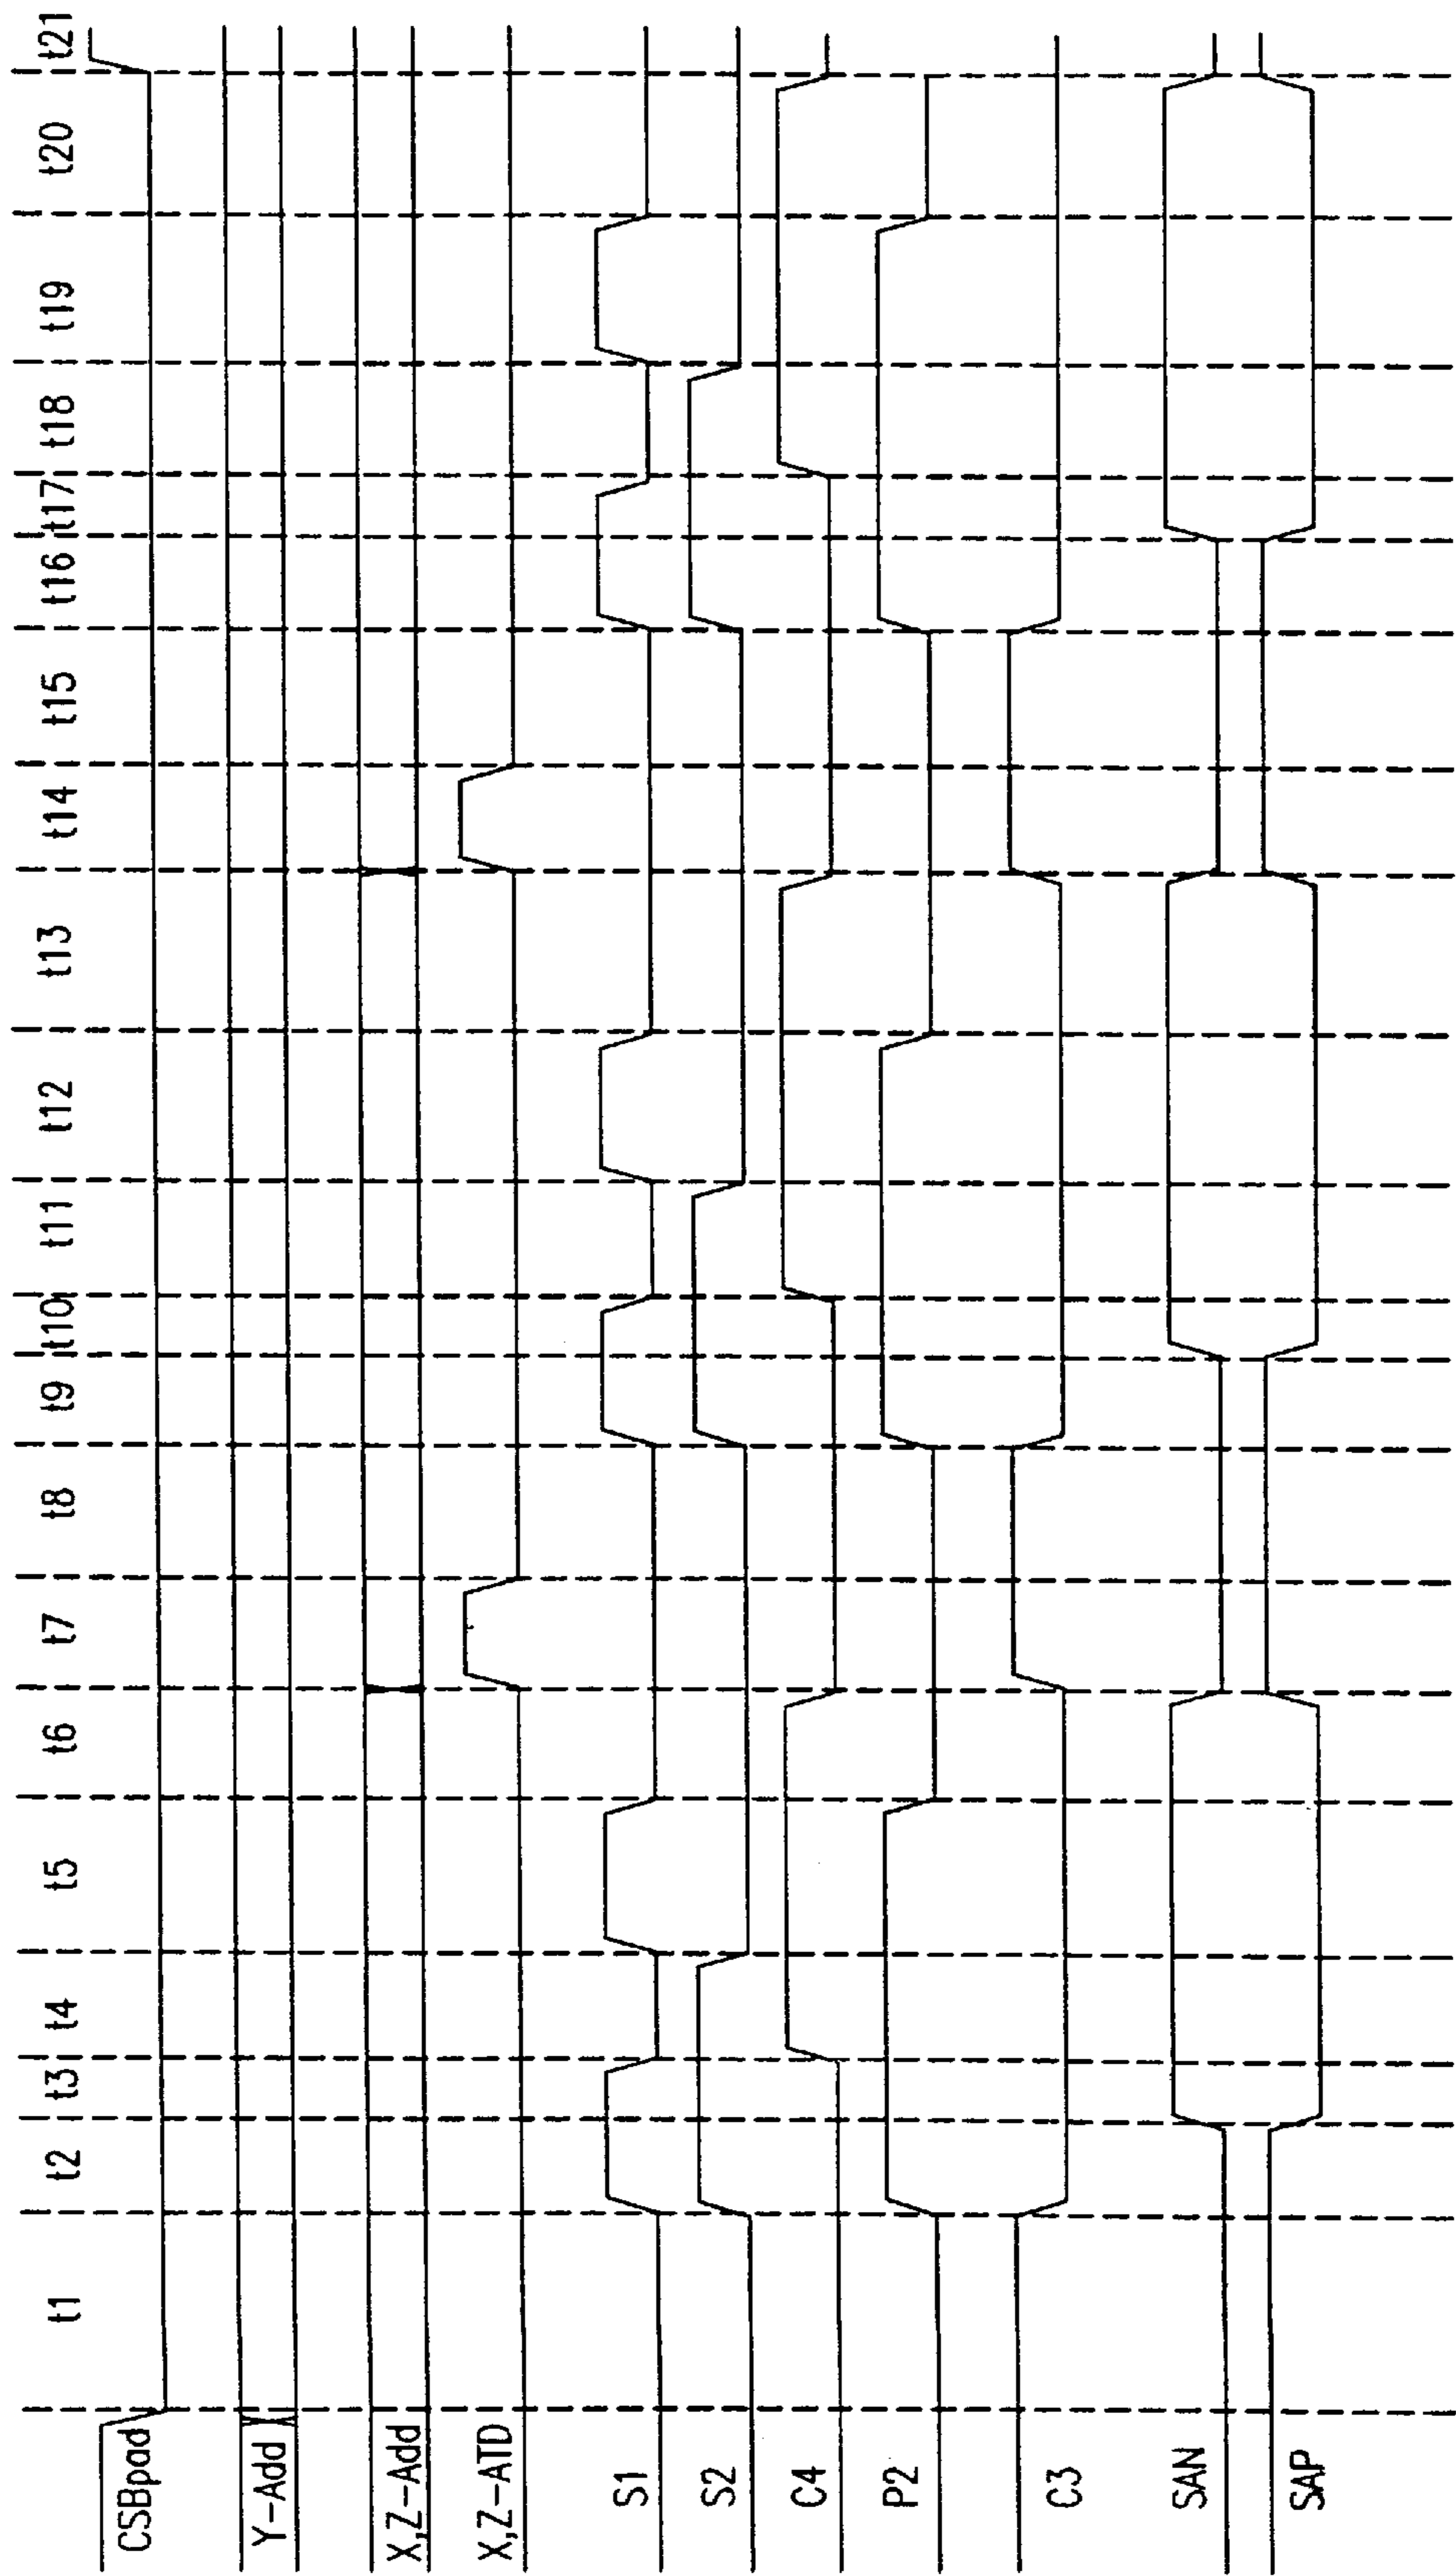 t1 t2 t3 t4 t5 t6 t7 t8 t9 t10 t11 t12 t13 t14 t15 t16 t17 t18 t19 t20 t21
CSBpad
Y-Add
X,Z-Add
X,Z-ATD
S1
S2
C4
P2
C3
SAN
SAP